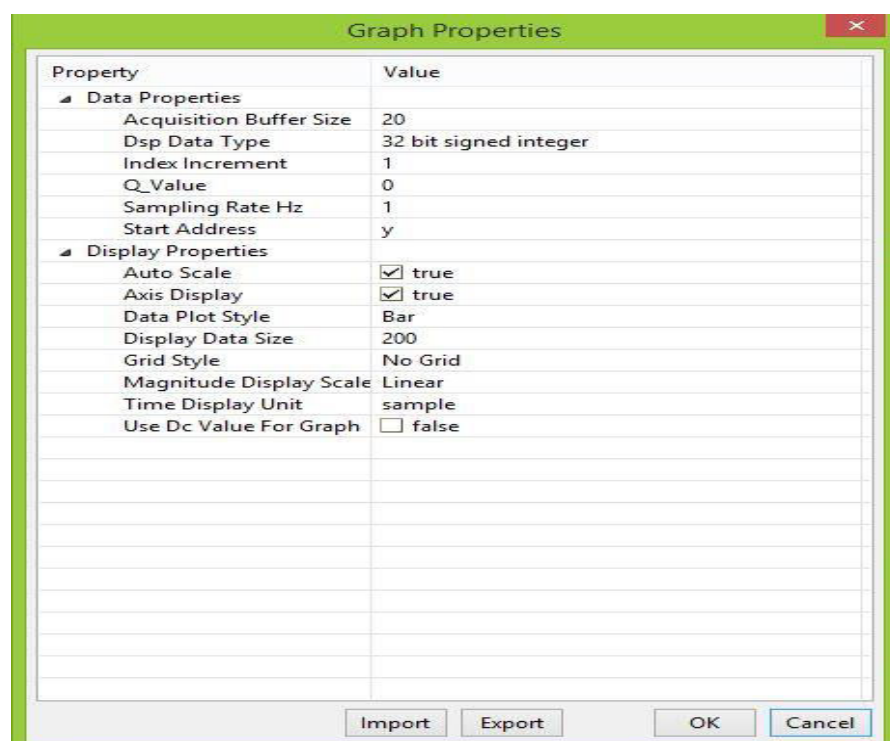 Graph Properties
Property Value
Data Properties
Acquisition Buffer Size 20
Dsp Data Type 32 bit signed integer
Index Increment 1
Q_Value 0
Sampling Rate Hz 1
Start Address y
Display Properties
Auto Scale true
Axis Display true
Data Plot Style Bar
Display Data Size 200
Grid Style No Grid
Magnitude Display Scale Linear
Time Display Unit sample
Use Dc Value For Graph false
Import Export OK Cancel